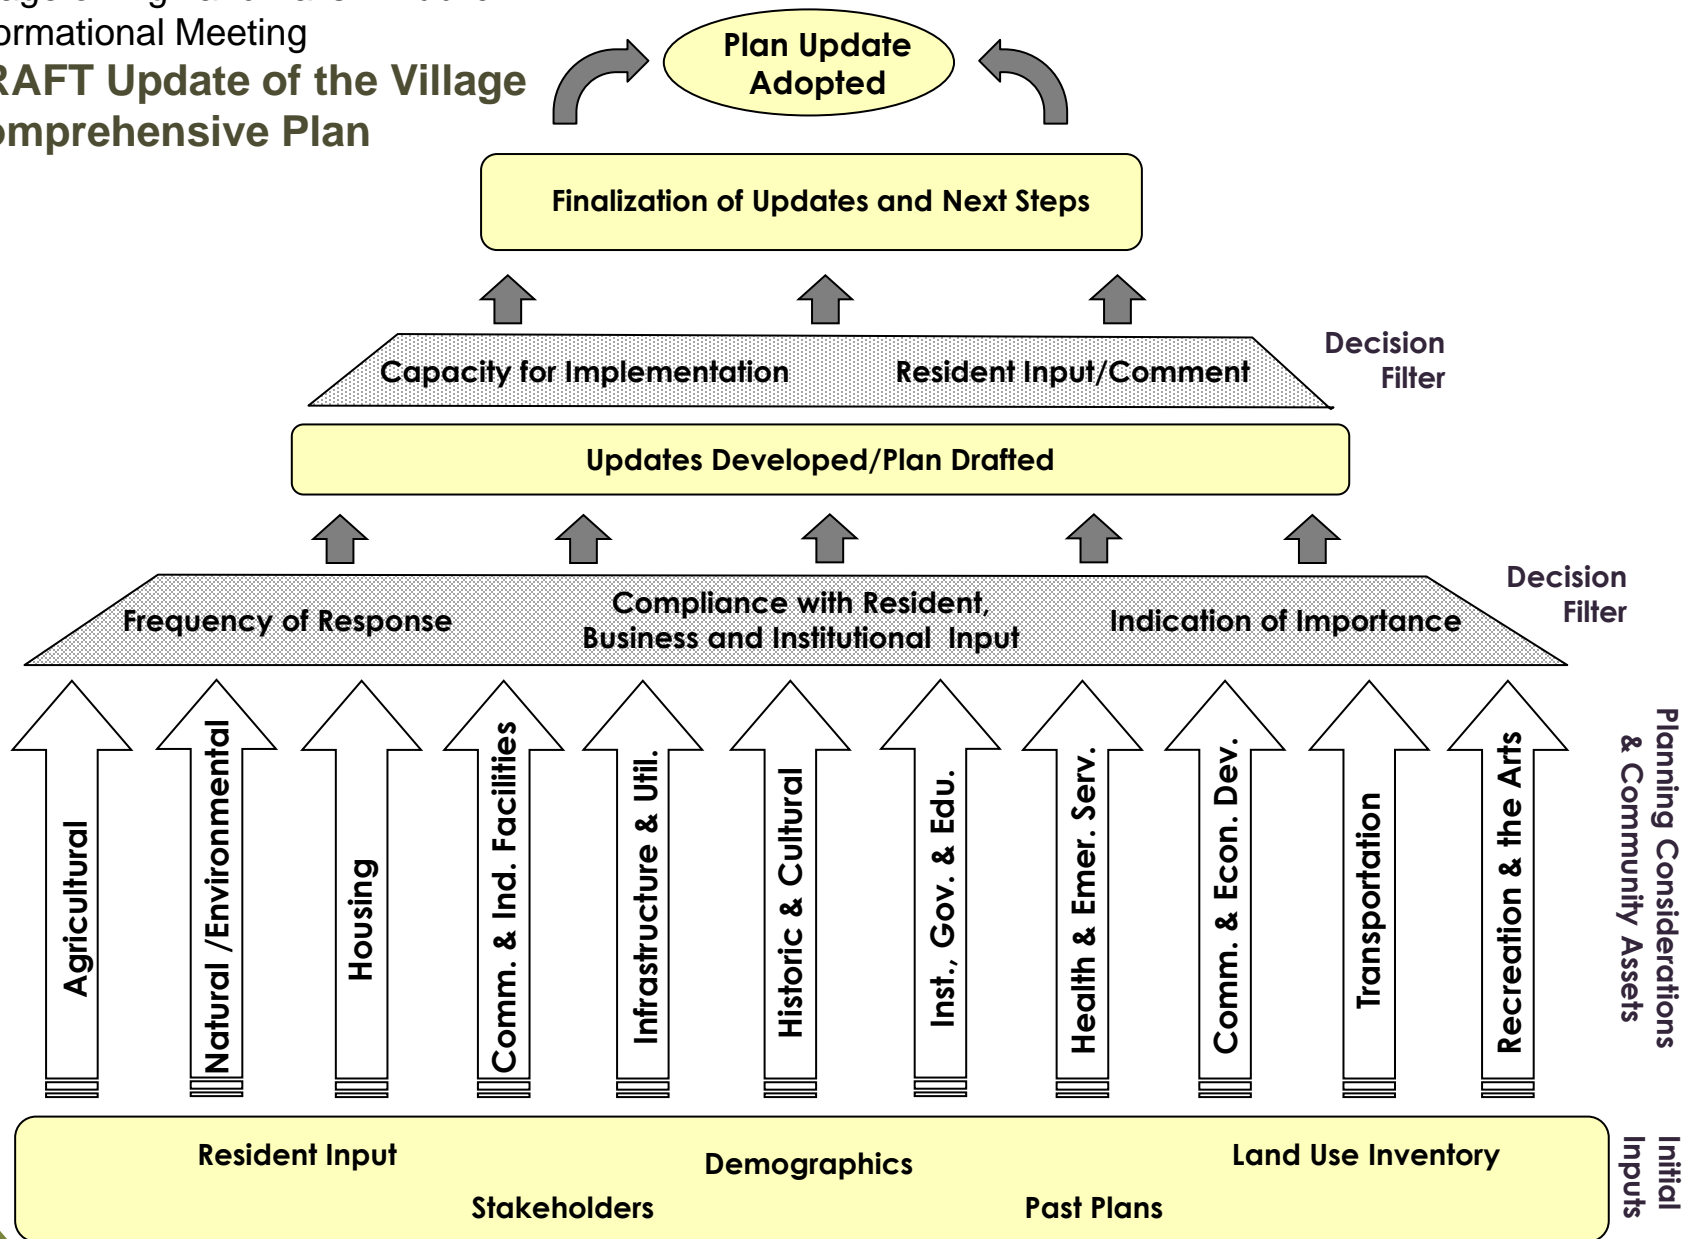 ormational Meeting
RAFT Update of the Village
omprehensive Plan
Plan Update
Adopted
Finalization of Updates and Next Steps
Decision
Filter
Capacity for Implementation
Resident Input/Comment
Updates Developed/Plan Drafted
Decision
Filter
Frequency of Response
Compliance with Resident,
Business and Institutional Input
Indication of Importance
Agricultural
Natural /Environmental
Housing
Comm. & Ind. Facilities
Infrastructure & Util.
Historic & Cultural
Inst., Gov. & Edu.
Health & Emer. Serv.
Comm. & Econ. Dev.
Transportation
Recreation & the Arts
Planning Considerations
& Community Assets
Resident Input
Demographics
Land Use Inventory
Stakeholders
Past Plans
Initial
Inputs